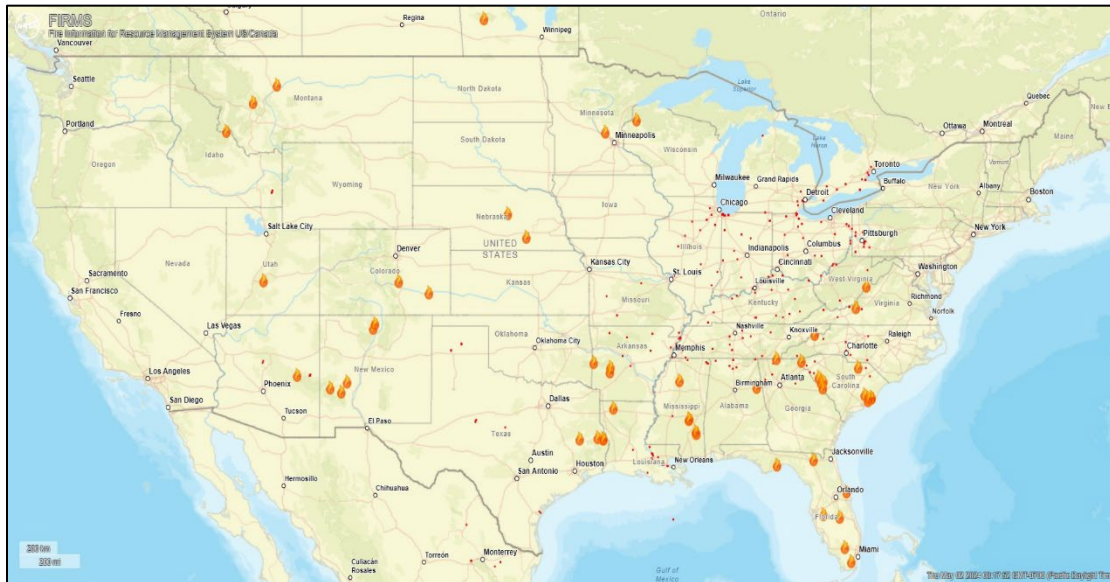 FIRMS
Fire Information for Resource Management System US/Canada
Vancouver
Seattle
Portland
Oregon
Regina
Winnipeg
Ontario
Lake Superior
Quebec
Ottawa
Montreal
Maine
Montana
North Dakota
Minnesota
Minneapolis
Idaho
South Dakota
Wisconsin
Lake Huron
Toronto
Vermont
Wyoming
Milwaukee
Grand Rapids
Detroit
Buffalo
New York
Albany
Boston
Nebraska
Iowa
Chicago
Cleveland
Salt Lake City
Nevada
Utah
Denver
Colorado
UNITED STATES
Illinois
Indianapolis
Columbus
Pittsburgh
New York
Sacramento
San Francisco
Kansas City
Kansas
St. Louis
Cincinnati
Washington
Missouri
Louisville
Kentucky
West Virginia
Virginia
Richmond
Norfolk
Fresno
Las Vegas
Oklahoma
Oklahoma City
Arkansas
Nashville
Knoxville
Raleigh
Charlotte
Memphis
Los Angeles
San Diego
Phoenix
Tucson
New Mexico
El Paso
Dallas
Texas
Mississippi
Birmingham
Alabama
Atlanta
Georgia
South Carolina
Austin
San Antonio
Houston
Louisiana
New Orleans
Jacksonville
Orlando
Florida
Miami
Hermosillo
Chihuahua
Culiacán Rosales
Torreón
Monterrey
Gulf of
200 km
200 mi